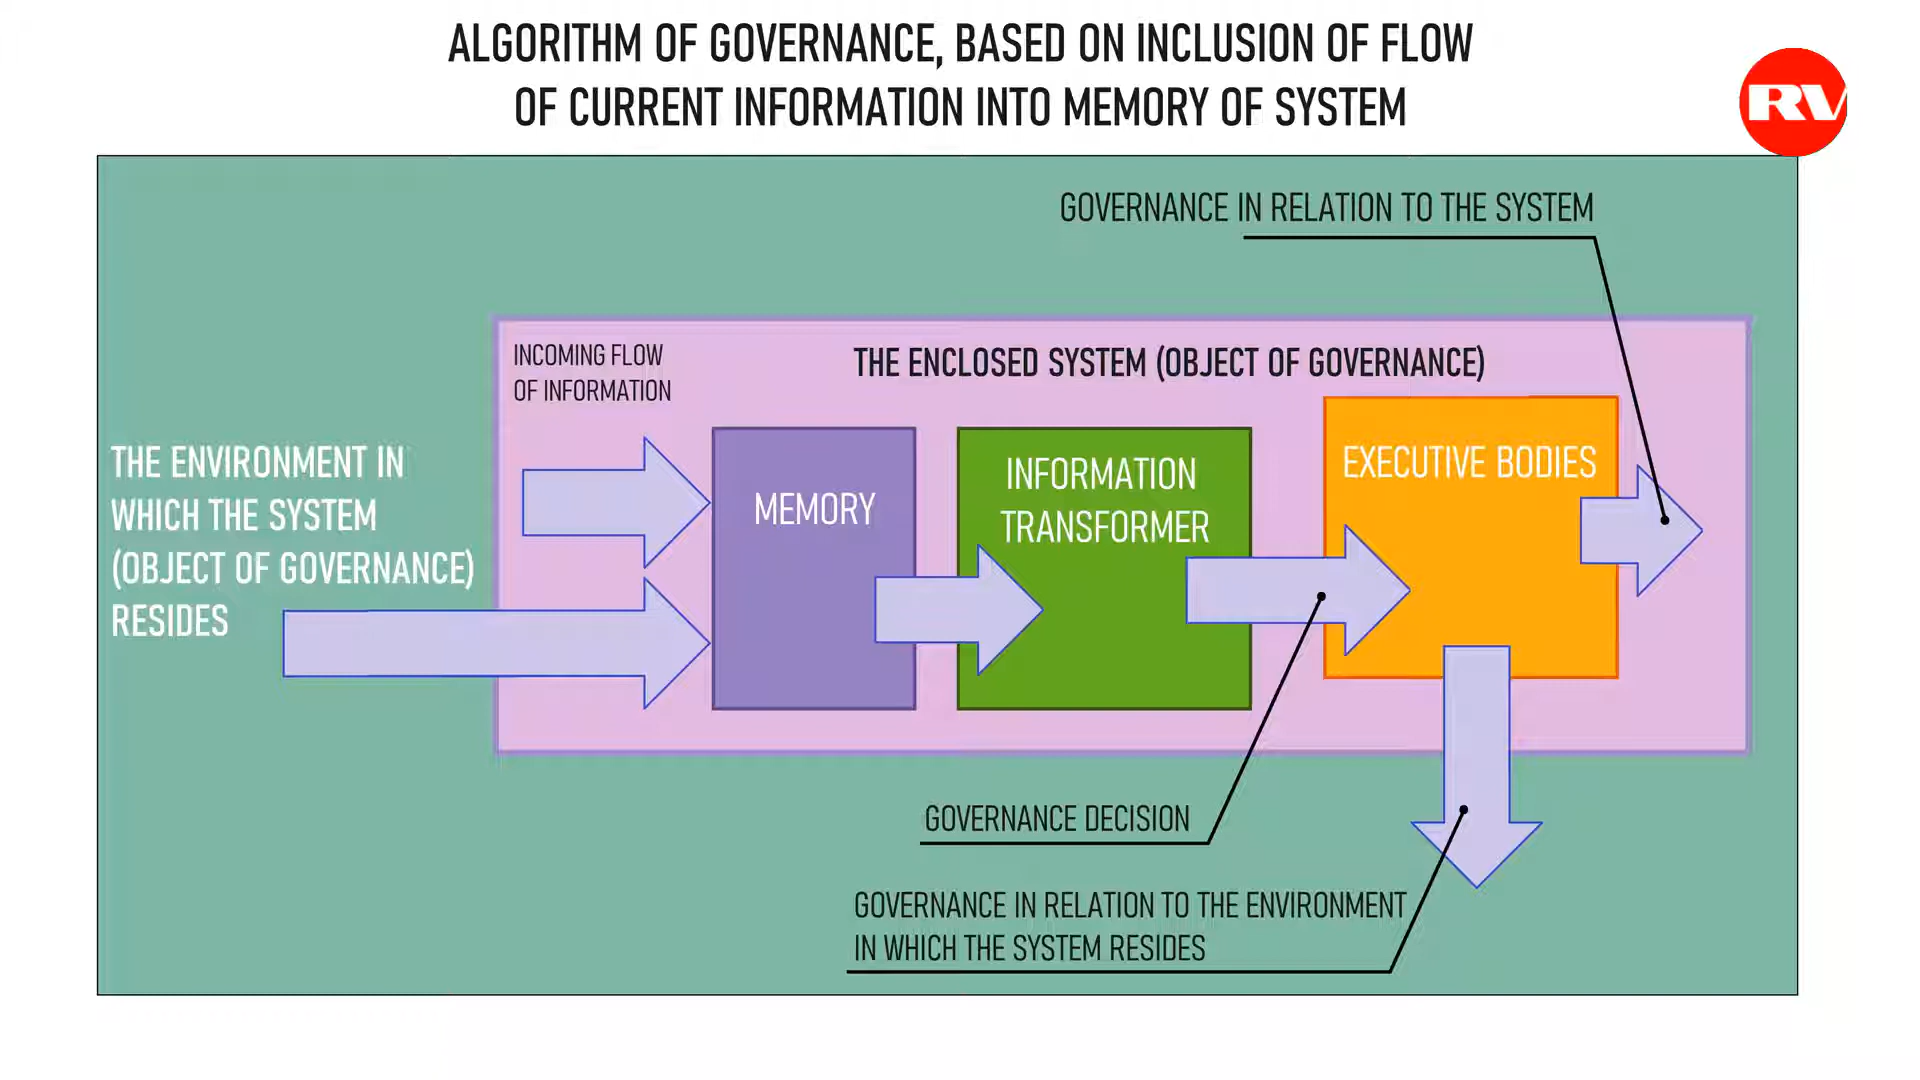 ALGORITHM OF GOVERNANCE, BASED ON INCLUSION OF FLOW
OF CURRENT INFORMATION INTO MEMORY OF SYSTEM
RV
GOVERNANCE IN RELATION TO THE SYSTEM
INCOMING FLOW
OF INFORMATION
THE ENCLOSED SYSTEM (OBJECT OF GOVERNANCE)
THE ENVIRONMENT IN
WHICH THE SYSTEM
(OBJECT OF GOVERNANCE)
RESIDES
MEMORY
INFORMATION
TRANSFORMER
EXECUTIVE BODIES
GOVERNANCE DECISION
GOVERNANCE IN RELATION TO THE ENVIRONMENT
IN WHICH THE SYSTEM RESIDES